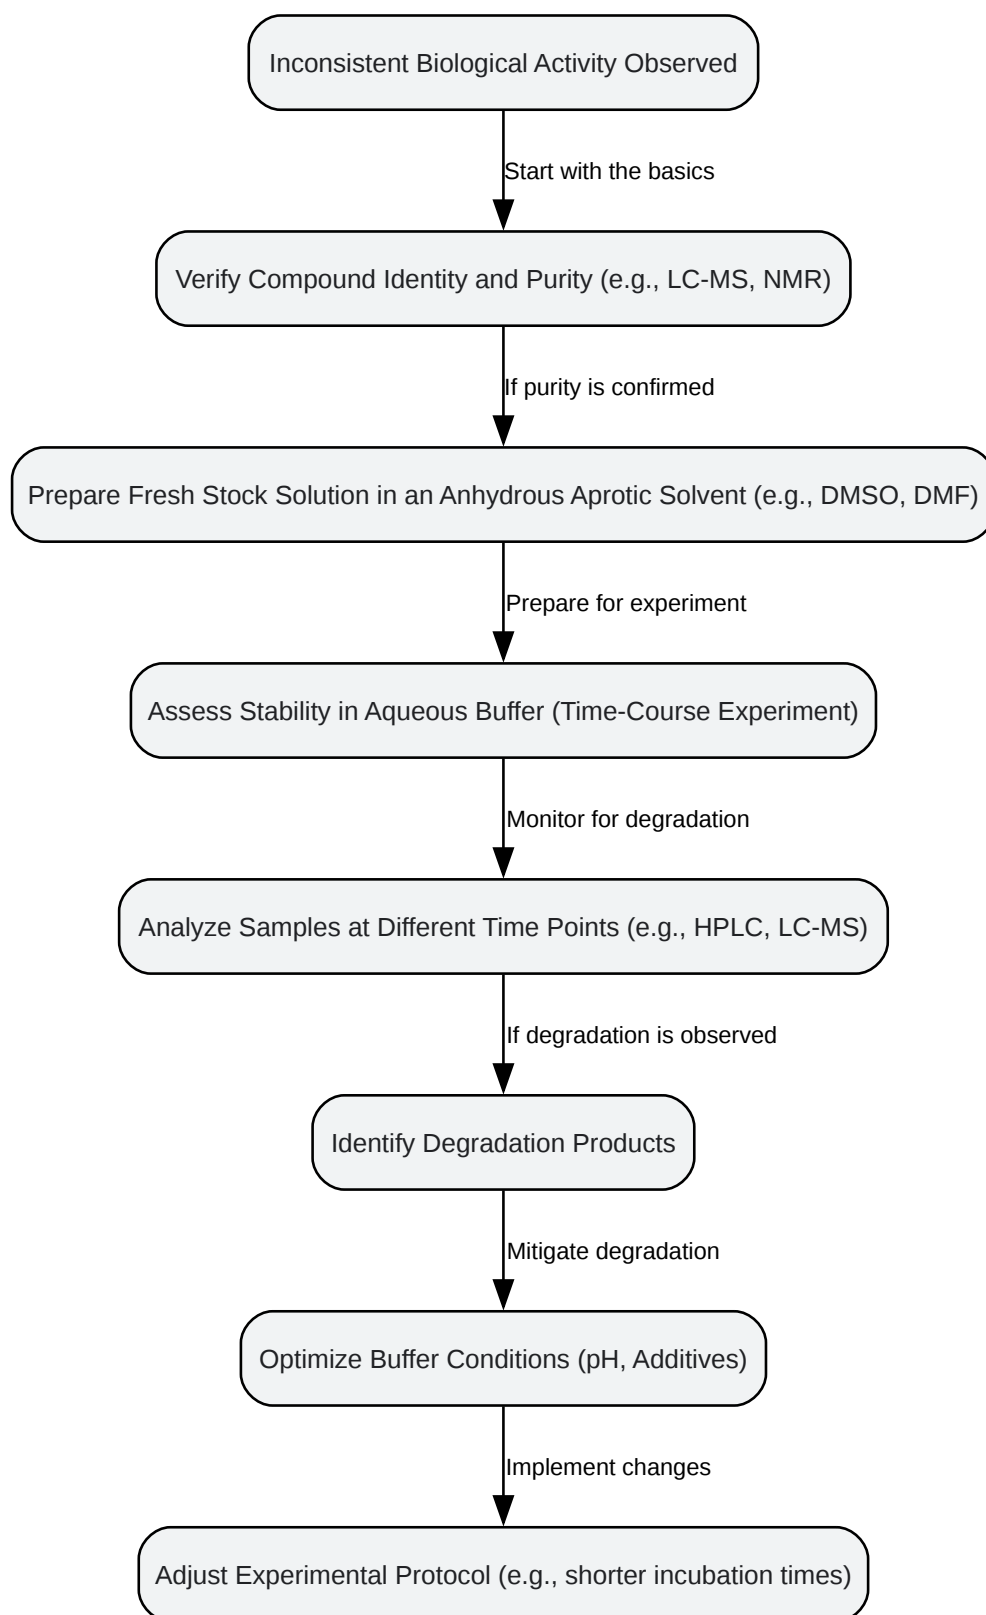 Inconsistent Biological Activity Observed
Start with the basics
Verify Compound Identity and Purity (e.g., LC-MS, NMR)
If purity is confirmed
Prepare Fresh Stock Solution in an Anhydrous Aprotic Solvent (e.g., DMSO, DMF)
Prepare for experiment
Assess Stability in Aqueous Buffer (Time-Course Experiment)
Monitor for degradation
Analyze Samples at Different Time Points (e.g., HPLC, LC-MS)
If degradation is observed
Identify Degradation Products
Mitigate degradation
Optimize Buffer Conditions (pH, Additives)
Implement changes
Adjust Experimental Protocol (e.g., shorter incubation times)